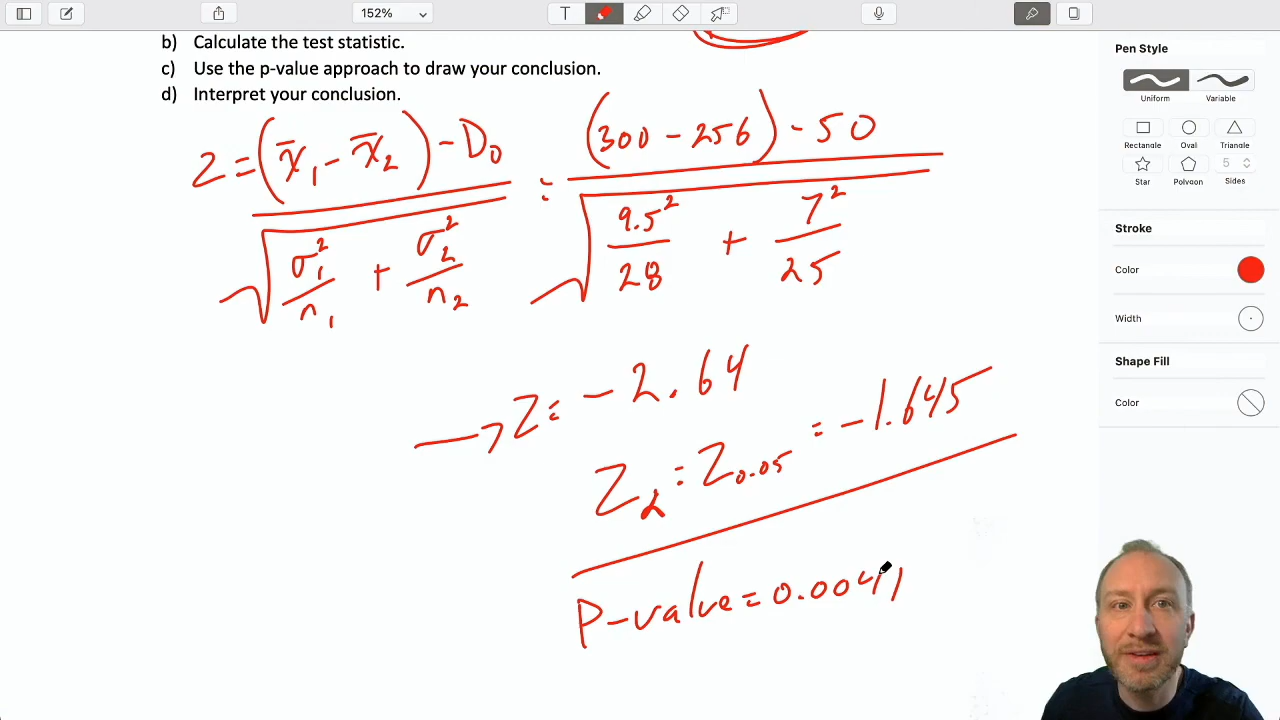 152%
T
b) Calculate the test statistic.
c) Use the p-value approach to draw your conclusion.
d) Interpret your conclusion.
Z = (x̄₁ - x̄₂) - D₀ / √(σ₁²/n₁ + σ₂²/n₂) = (300 - 256) - 50 / √(9.5²/28 + 7²/25)
→ Z = -2.64
Z₂ = Z₀.₀₅ = -1.645
P-value = 0.0041
Pen Style
Uniform
Variable
Rectangle
Oval
Triangle
Star
Polygon
5
Sides
Stroke
Color
Width
Shape Fill
Color